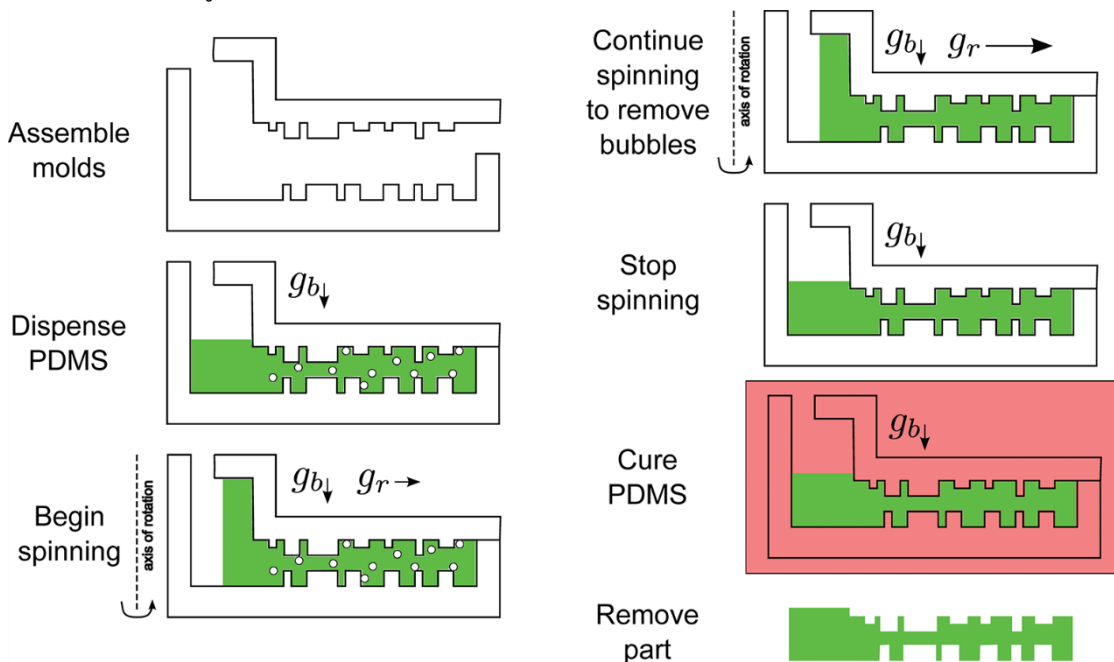 Assemble
molds
Dispense
PDMS
g_b↓
Begin
spinning
axis of rotation
g_b↓ g_r→
Continue
spinning
to remove
bubbles
axis of rotation
g_b↓ g_r→
Stop
spinning
g_b↓
Cure
PDMS
g_b↓
Remove
part